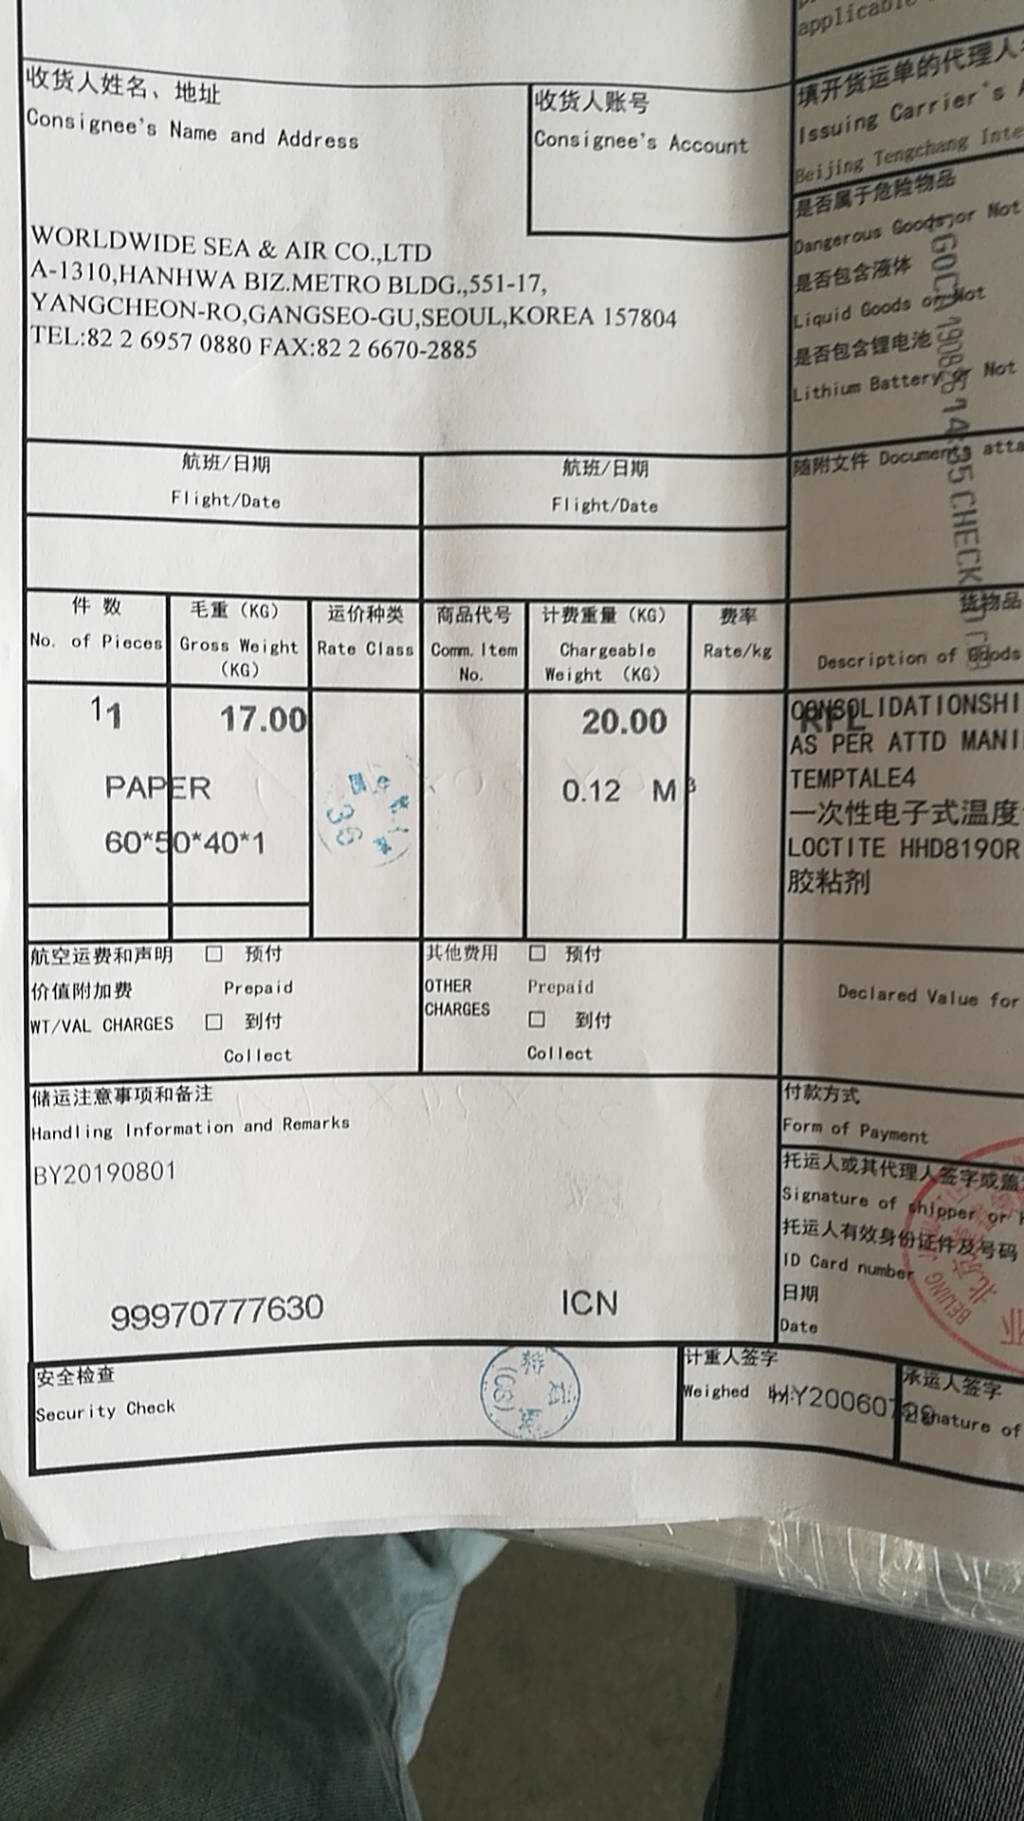 applicable
收货人姓名、地址
Consignee's Name and Address
收货人账号
Consignee's Account
填开货运单的代理人
Issuing Carrier's
Beijing Tengchang
是否属于危险物品
Dangerous Goods or Not
是否包含液体
Liquid Goods or Not
是否包含锂电池
Lithium Battery or Not
WORLDWIDE SEA & AIR CO.,LTD
A-1310,HANHWA BIZ.METRO BLDG.,551-17,
YANGCHEON-RO,GANGSEO-GU,SEOUL,KOREA 157804
TEL:82 2 6957 0880 FAX:82 2 6670-2885
航班/日期
Flight/Date
航班/日期
Flight/Date
随附文件 Documents
件 数
No. of Pieces
毛重（KG）
Gross Weight
(KG)
运价种类
Rate Class
商品代号
Comm.Item
No.
计费重量（KG）
Chargeable
Weight （KG）
费率
Rate/kg
货物品
Description of Goods
1
1
17.00
20.00
PAPER
0.12 M³
60*50*40*1
36
RFL
CONSOLIDATIONSHI
AS PER ATTD MANI
TEMPTALE4
一次性电子式温度
LOCTITE HHD8190R
胶粘剂
航空运费和声明
价值附加费
WT/VAL CHARGES
□ 预付
Prepaid
□ 到付
Collect
其他费用
OTHER
CHARGES
□ 预付
Prepaid
□ 到付
Collect
Declared Value for
储运注意事项和备注
Handling Information and Remarks
BY20190801
99970777630
ICN
付款方式
Form of Payment
托运人或其代理人签字或盖
Signature of shipper or
托运人有效身份证件及号码
ID Card number
日期
Date
BEIJING
北京
安全检查
Security Check
计重人签字
Weighed
承运人签字
Signature of